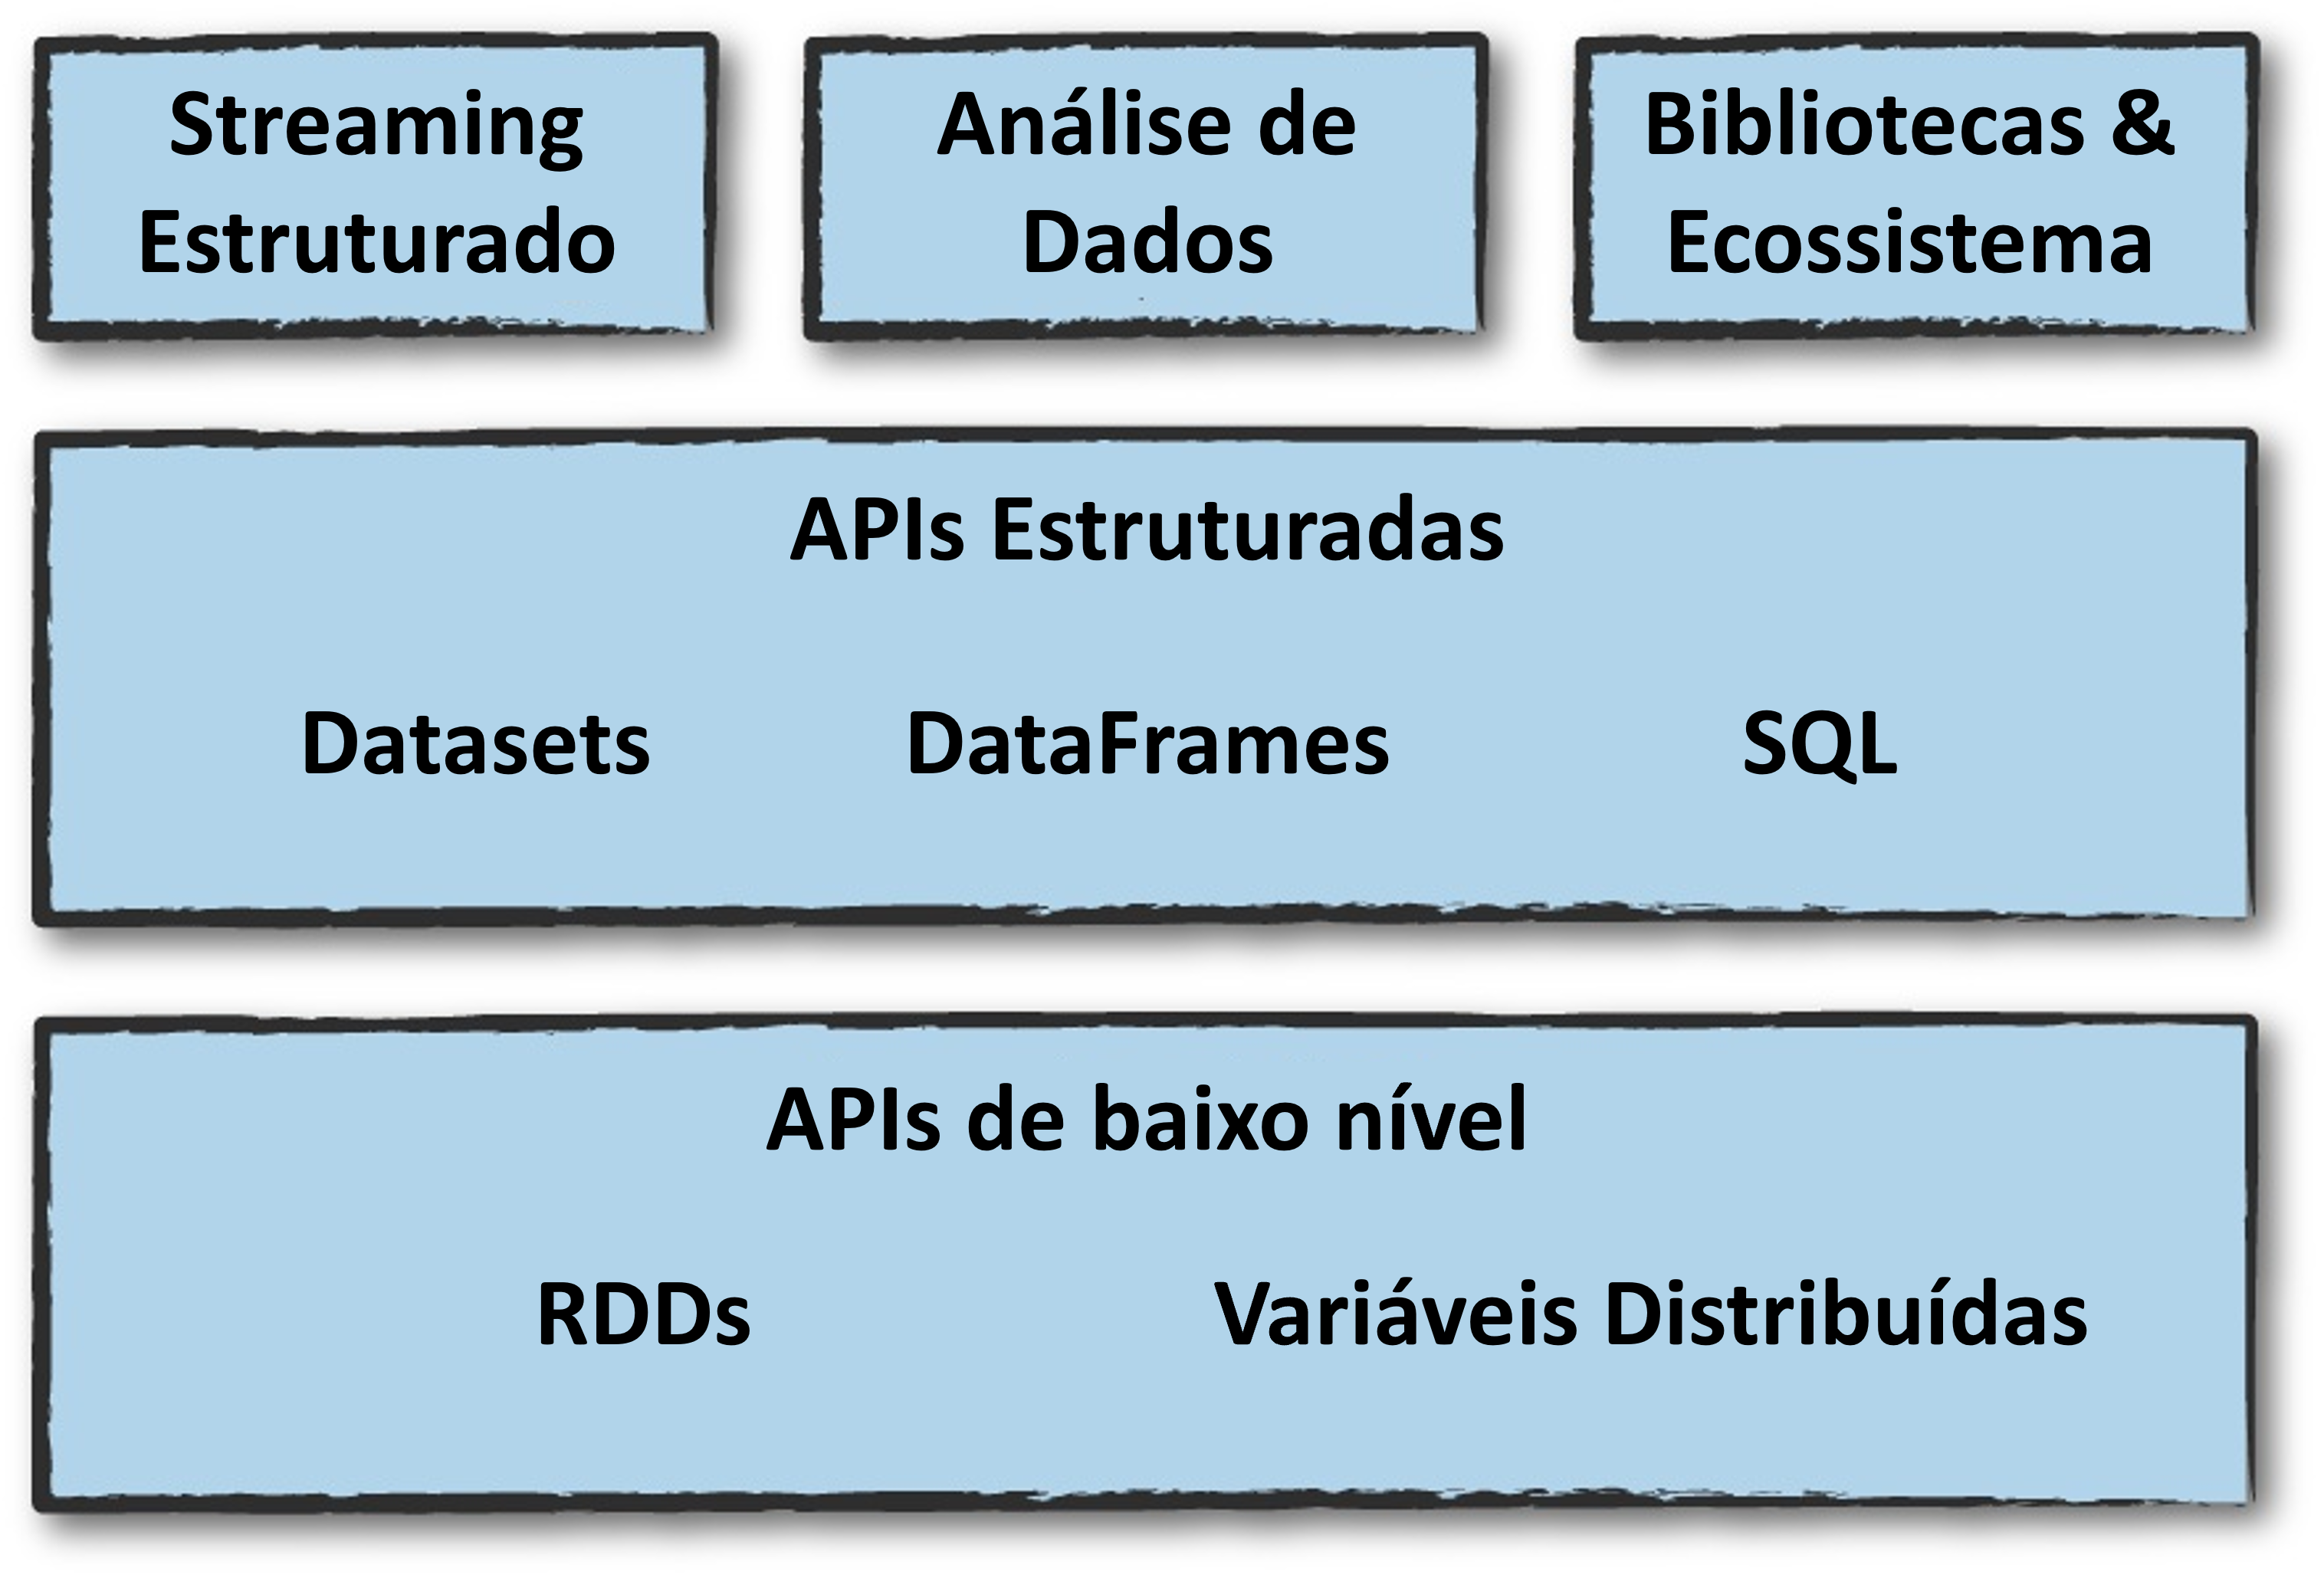 Streaming
Estruturado
Análise de
Dados
Bibliotecas &
Ecossistema
APIs Estruturadas
Datasets DataFrames SQL
APIs de baixo nível
RDDs Variáveis Distribuídas